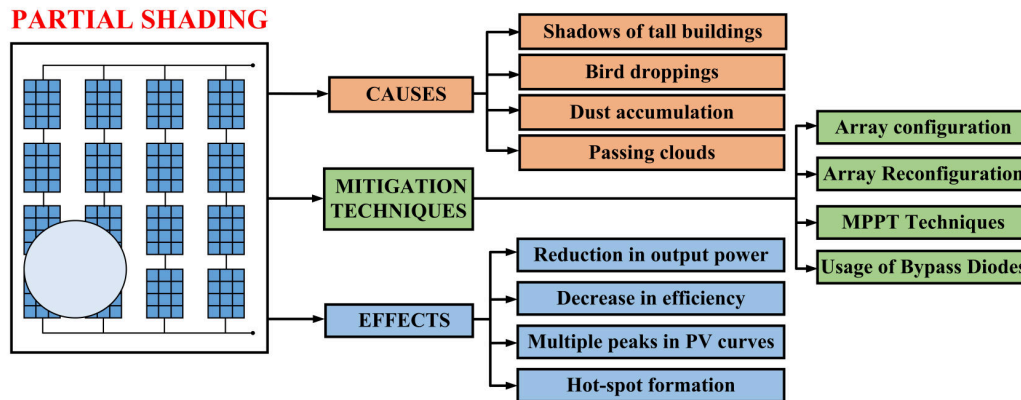 PARTIAL SHADING
CAUSES
Shadows of tall buildings
Bird droppings
Dust accumulation
Passing clouds
MITIGATION
TECHNIQUES
Array configuration
Array Reconfiguration
MPPT Techniques
Usage of Bypass Diodes
EFFECTS
Reduction in output power
Decrease in efficiency
Multiple peaks in PV curves
Hot-spot formation